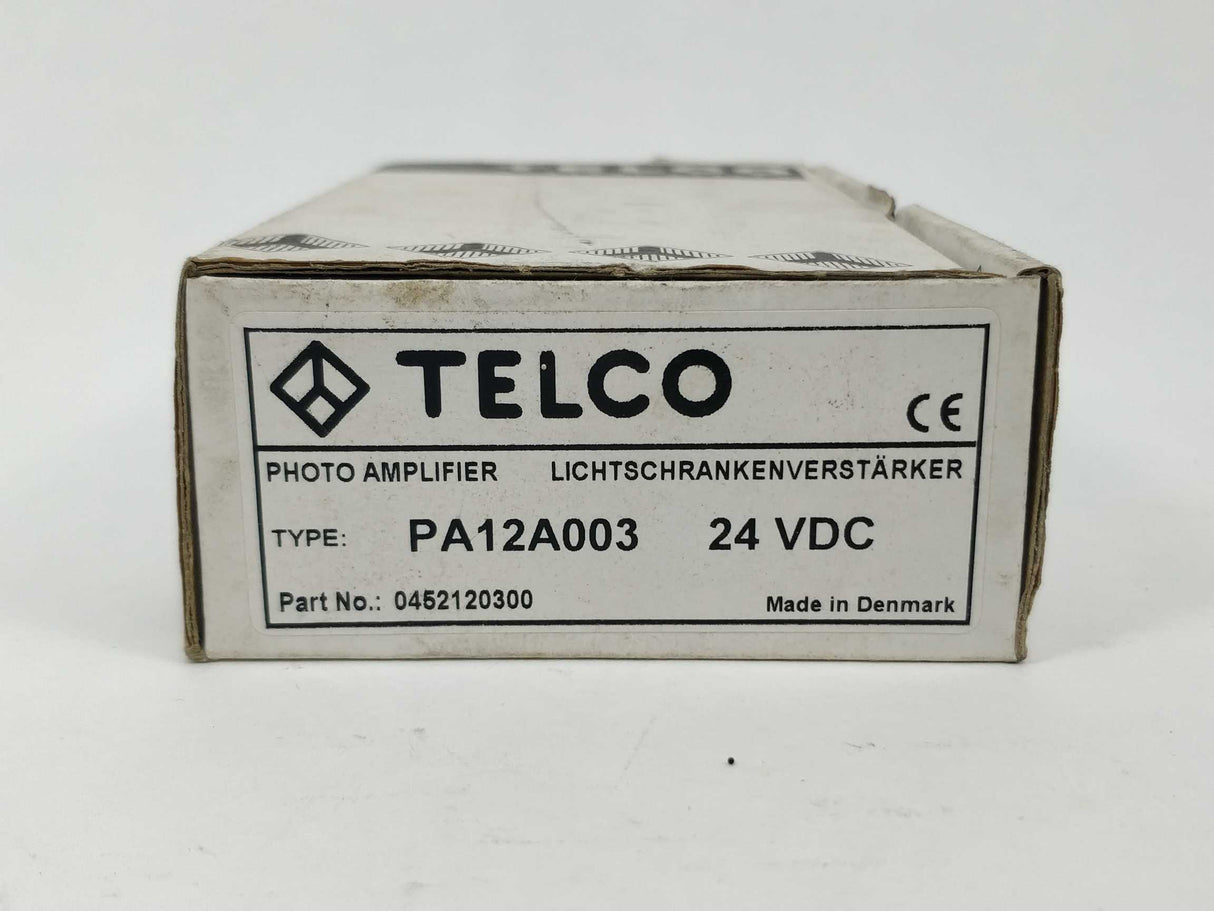 TELCO
CE
PHOTO AMPLIFIER LICHTSCHRANKENVERSTÄRKER
TYPE: PA12A003 24 VDC
Part No.: 0452120300 Made in Denmark